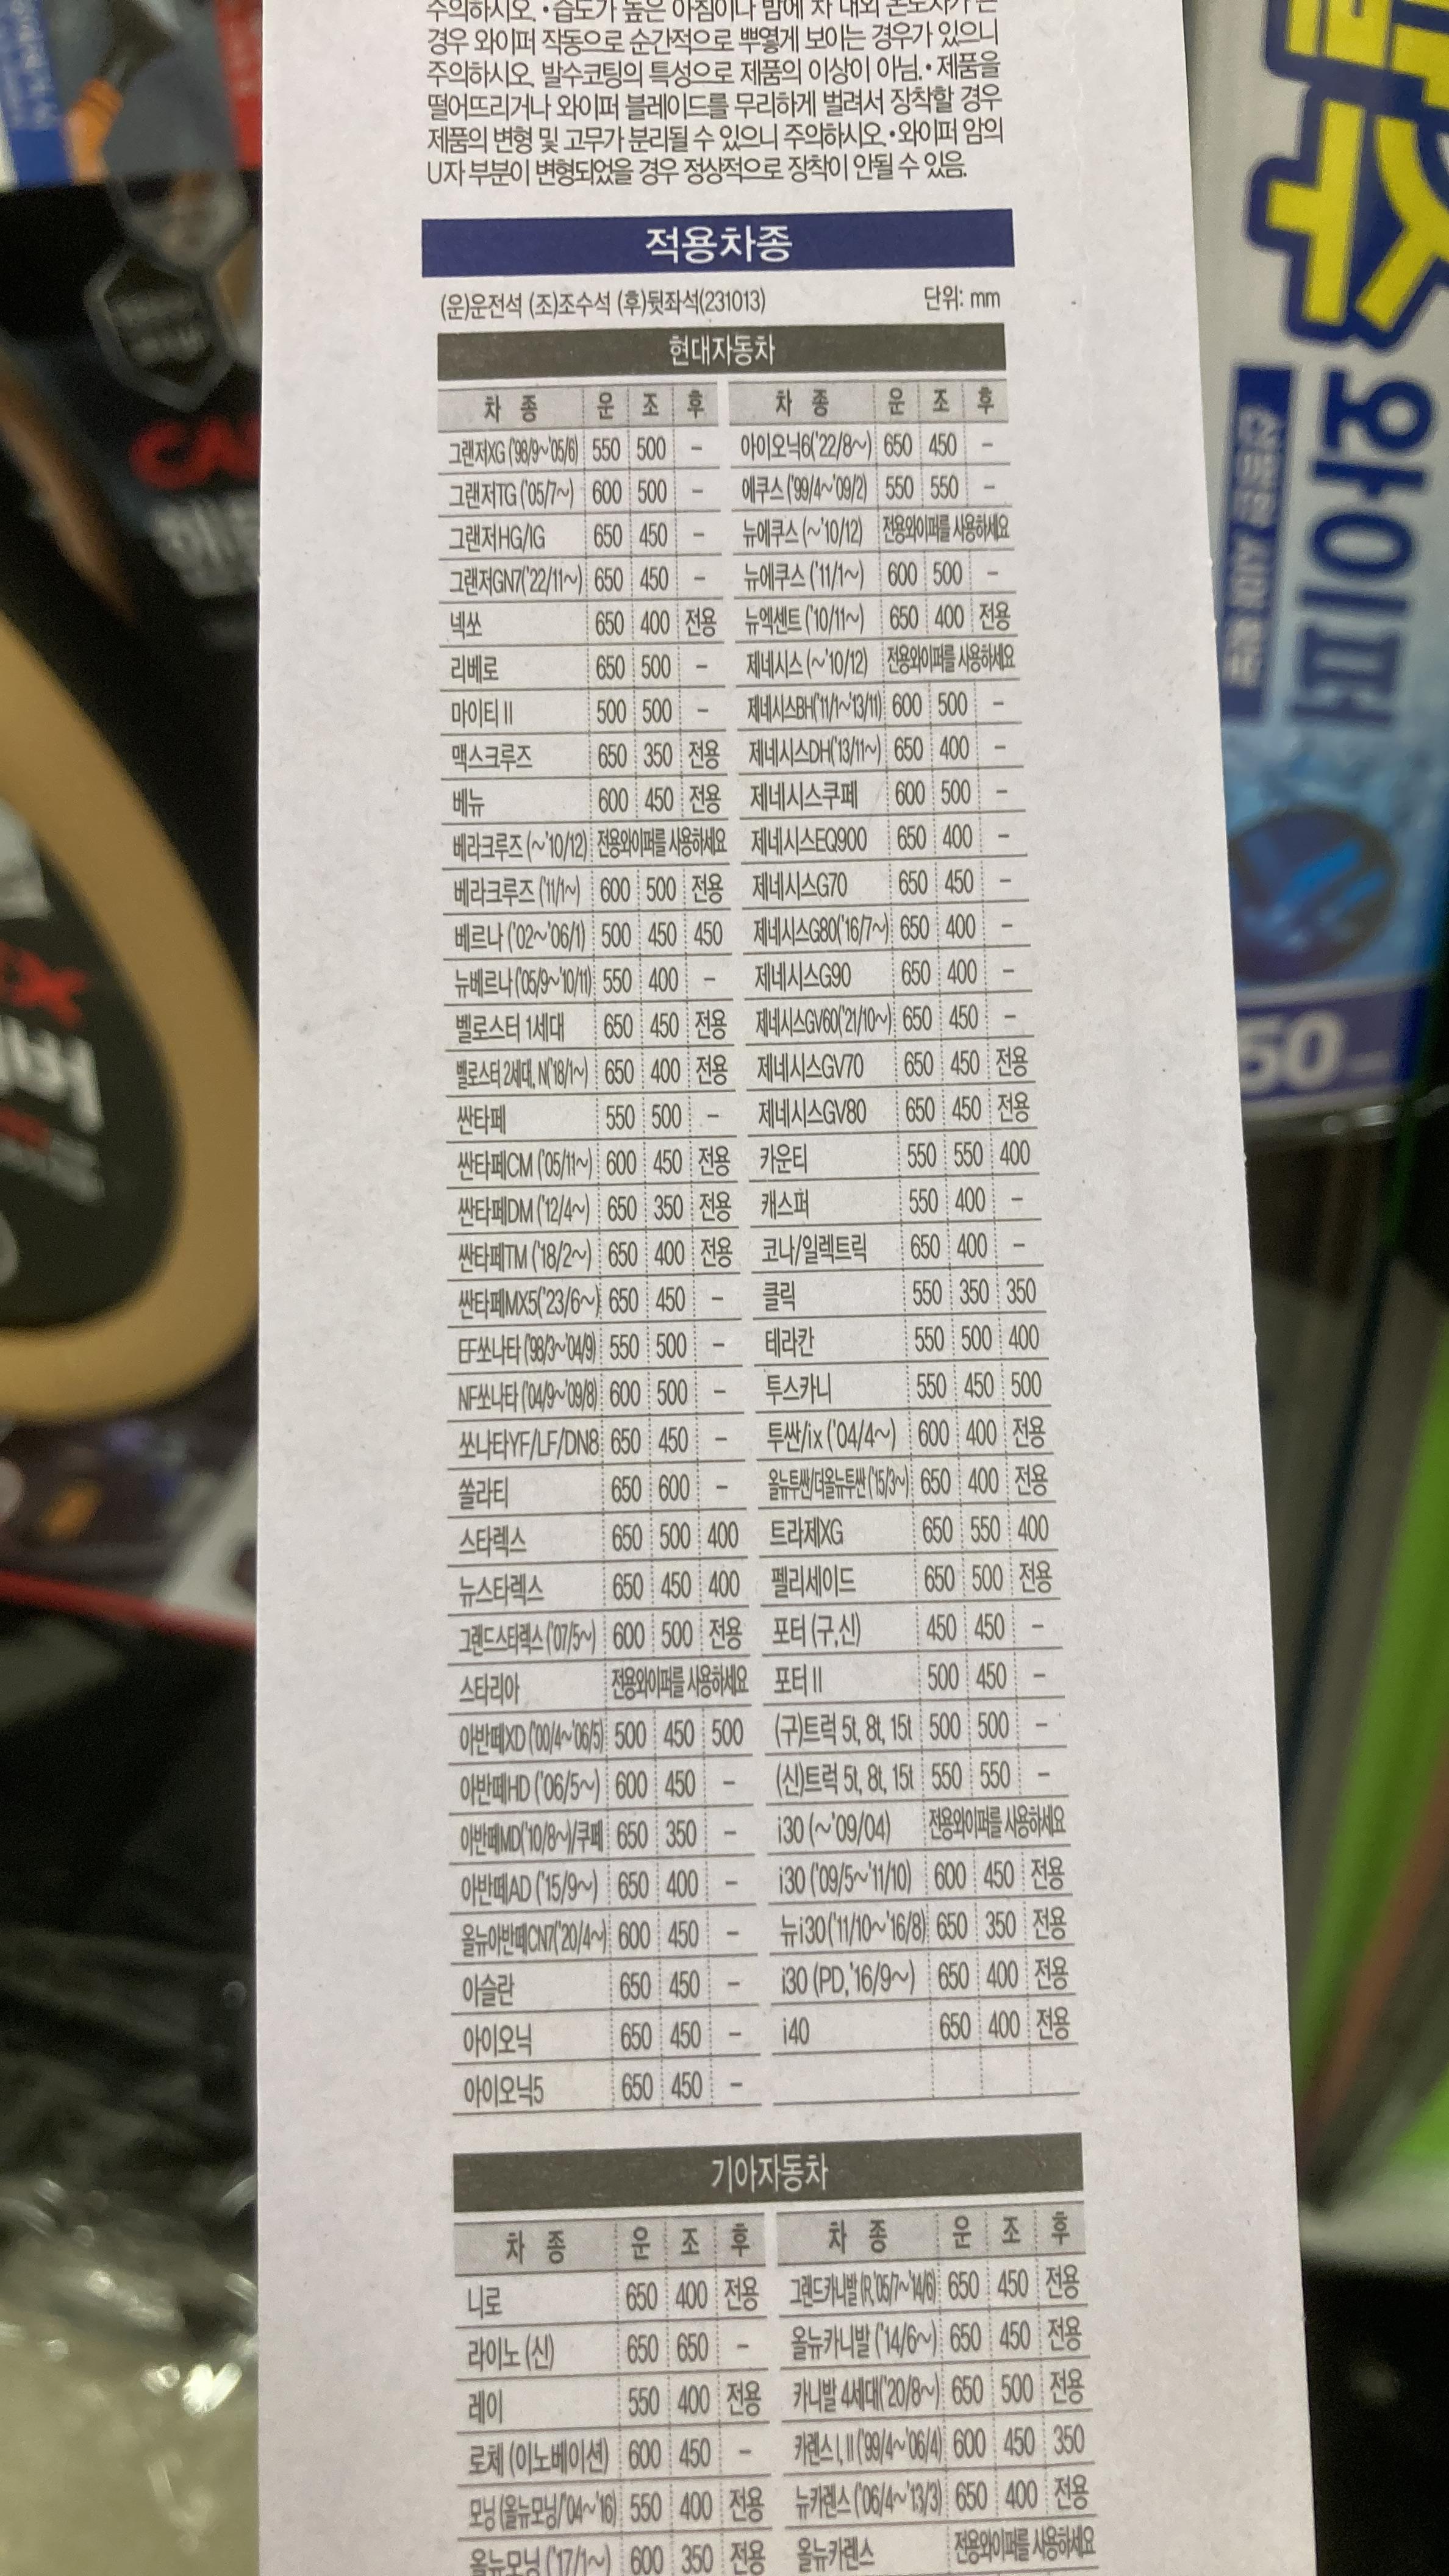 주의하시오. •습도가 높은 아침이나 밤에 차 내외 온도차가 큰
경우 와이퍼 작동으로 순간적으로 뿌옇게 보이는 경우가 있으니
주의하시오. 발수코팅의 특성으로 제품의 이상이 아님.•제품을
떨어뜨리거나 와이퍼 블레이드를 무리하게 벌려서 장착할 경우
제품의 변형 및 고무가 분리될 수 있으니 주의하시오.•와이퍼 암의
U자 부분이 변형되었을 경우 정상적으로 장착이 안될 수 있음.
적용차종
(운)운전석 (조)조수석 (후)뒷좌석(231013) 단위: mm
현대자동차
차 종 운 조 후
그랜저XG ('98/9~'05/6) 550 500 -
그랜저TG ('05/7~) 600 500 -
그랜저HG/IG 650 450 -
그랜저GN7('22/11~) 650 450 -
넥쏘 650 400 전용
리베로 650 500 -
마이티 II 500 500 -
맥스크루즈 650 350 전용
베뉴 600 450 전용
베라크루즈 (~'10/12) 전용와이퍼를 사용하세요
베라크루즈 ('11/1~) 600 500 전용
베르나 ('02~'06/1) 500 450 450
뉴베르나 ('05/9~'10/11) 550 400 -
벨로스터 1세대 650 450 전용
벨로스터 2세대, N('18/1~) 650 400 전용
싼타페 550 500 -
싼타페CM ('05/11~) 600 450 전용
싼타페DM ('12/4~) 650 350 전용
싼타페TM ('18/2~) 650 400 전용
싼타페MX5('23/6~) 650 450 -
EF쏘나타 ('98/3~'04/9) 550 500 -
NF쏘나타 ('04/9~'09/8) 600 500 -
쏘나타YF/LF/DN8 650 450 -
쏠라티 650 600 -
스타렉스 650 500 400
뉴스타렉스 650 450 400
그랜드스타렉스 ('07/5~) 600 500 전용
스타리아 전용와이퍼를 사용하세요
아반떼XD ('00/4~'06/5) 500 450 500
아반떼HD ('06/5~) 600 450 -
아반떼MD('10/8~)/쿠페 650 350 -
아반떼AD ('15/9~) 650 400 -
올뉴아반떼CN7('20/4~) 600 450 -
아슬란 650 450 -
아이오닉 650 450 -
아이오닉5 650 450 -
차 종 운 조 후
아이오닉6('22/8~) 650 450 -
에쿠스 ('99/4~'09/2) 550 550 -
뉴에쿠스 (~'10/12) 전용와이퍼를 사용하세요
뉴에쿠스 ('11/1~) 600 500 -
뉴엑센트 ('10/11~) 650 400 전용
제네시스 (~'10/12) 전용와이퍼를 사용하세요
제네시스BH('11/1~'13/11) 600 500 -
제네시스DH('13/11~) 650 400 -
제네시스쿠페 600 500 -
제네시스EQ900 650 400 -
제네시스G70 650 450 -
제네시스G80('16/7~) 650 400 -
제네시스G90 650 400 -
제네시스GV60('21/10~) 650 450 -
제네시스GV70 650 450 전용
제네시스GV80 650 450 전용
카운티 550 550 400
캐스퍼 550 400 -
코나/일렉트릭 650 400 -
클릭 550 350 350
테라칸 550 500 400
투스카니 550 450 500
투싼/ix ('04/4~) 600 400 전용
올뉴투싼/더올뉴투싼 ('15/3~) 650 400 전용
트라제XG 650 550 400
펠리세이드 650 500 전용
포터 (구,신) 450 450 -
포터 II 500 450 -
(구)트럭 5t, 8t, 15t 500 500 -
(신)트럭 5t, 8t, 15t 550 550 -
i30 (~'09/04) 전용와이퍼를 사용하세요
i30 ('09/5~'11/10) 600 450 전용
뉴i30('11/10~'16/8) 650 350 전용
i30 (PD,'16/9~) 650 400 전용
i40 650 400 전용
기아자동차
차 종 운 조 후
니로 650 400 전용
라이노 (신) 650 650 -
레이 550 400 전용
로체 (이노베이션) 600 450 -
모닝 (올뉴모닝/'04~'16) 550 400 전용
올뉴모닝 ('17/1~) 600 350 전용
차 종 운 조 후
그랜드카니발 (R,'05/7~'14/6) 650 450 전용
올뉴카니발 ('14/6~) 650 450 전용
카니발 4세대('20/8~) 650 500 전용
카렌스 I, II ('99/4~'06/4) 600 450 350
뉴카렌스 ('06/4~'13/3) 650 400 전용
올뉴카렌스 전용와이퍼를 사용하세요
와이퍼